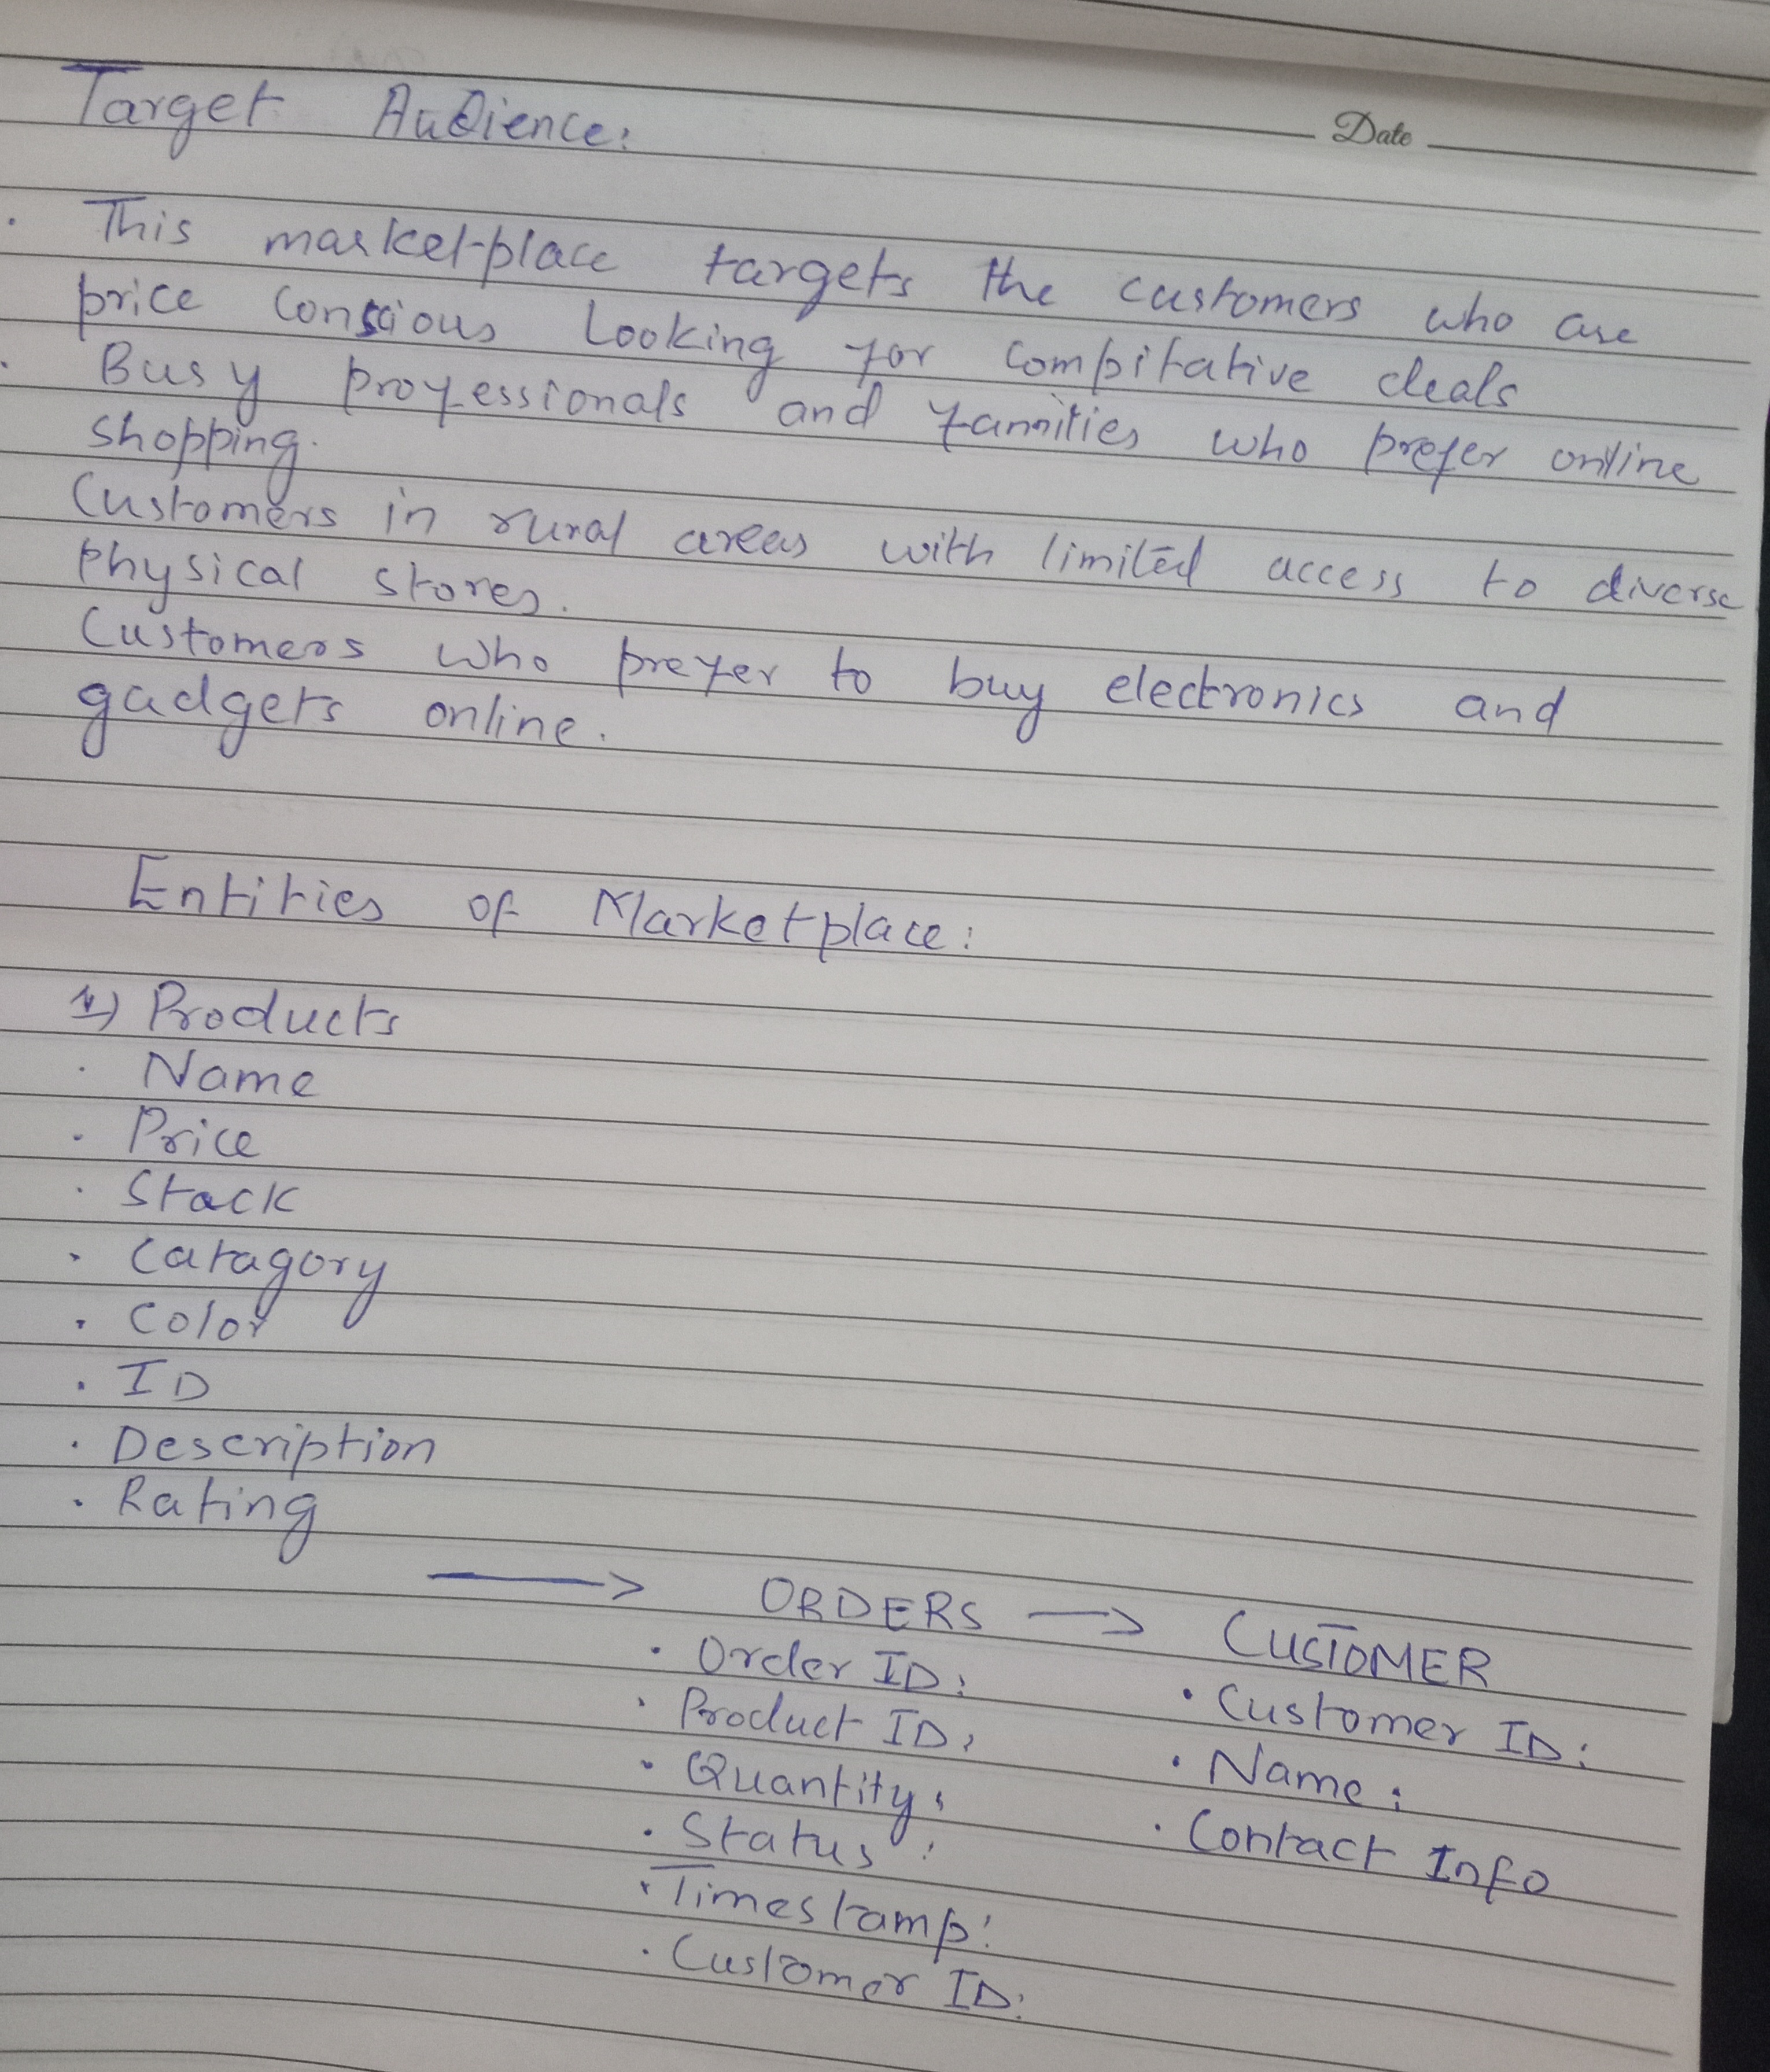 Date
Target Audience:
· This marketplace targets the customers who are
price conscious Looking for compitative deals
· Busy professionals and families who prefer online
shopping.
Customers in rural areas with limited access to diverse
physical stores.
Customers who prefer to buy electronics and
gadgets online.
Entities of Marketplace:
1) Products
· Name
· Price
· Stack
· Catagory
· Color
· ID
· Description
· Rating
→ ORDERS → CUSTOMER
· Order ID:
· Product ID:
· Quantity:
· Status:
· Timestamp:
· Customer ID:
· Customer ID:
· Name:
· Contact Info